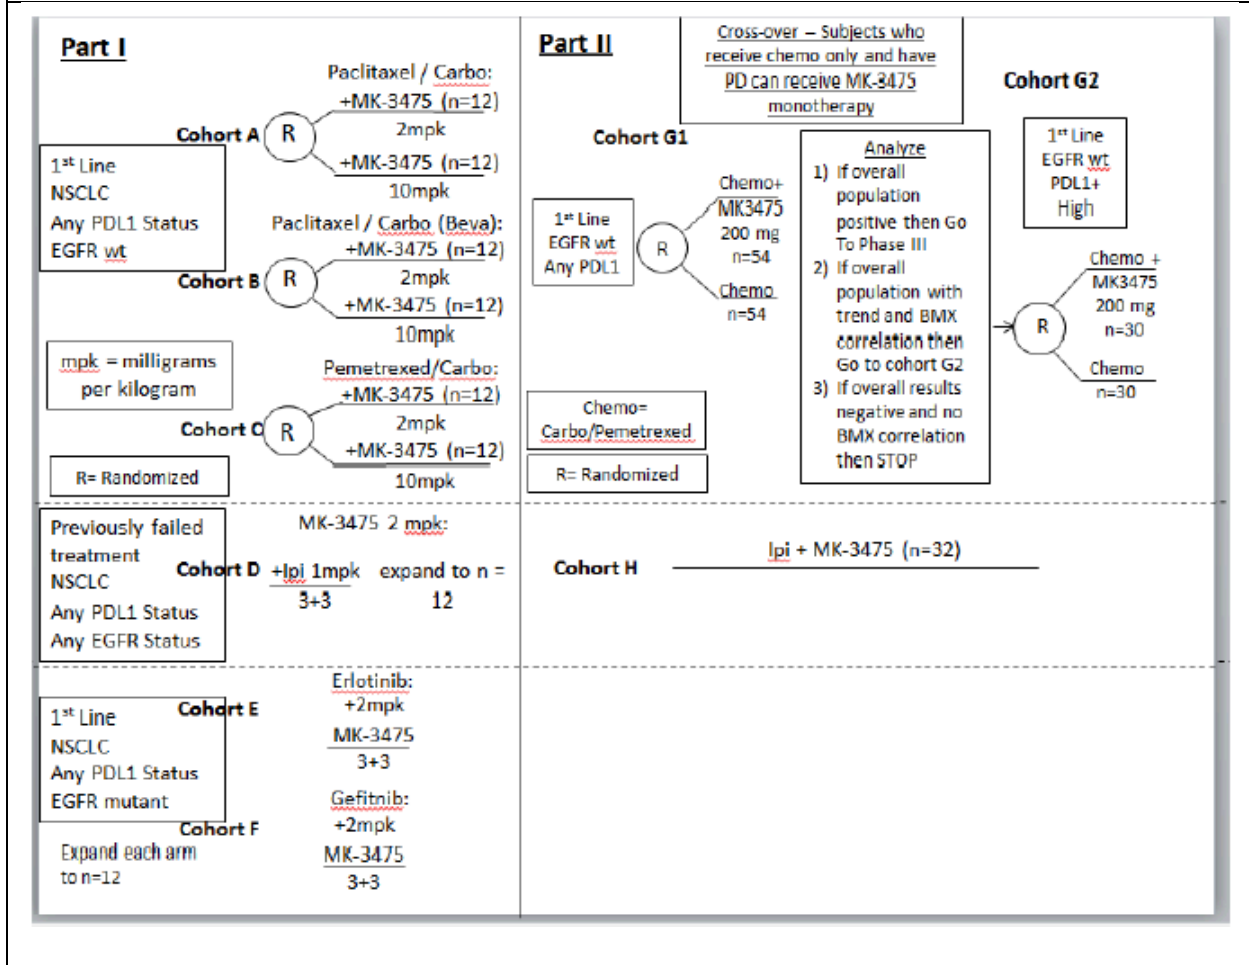 Part I
Paclitaxel / Carbo:
+MK-3475 (n=12)
2mpk
Cohort A
R
+MK-3475 (n=12)
10mpk
1st Line
NSCLC
Any PDL1 Status
EGFR wt
Paclitaxel / Carbo (Beva):
+MK-3475 (n=12)
2mpk
Cohort B
R
+MK-3475 (n=12)
10mpk
mpk = milligrams
per kilogram
Pemetrexed/Carbo:
+MK-3475 (n=12)
2mpk
Cohort C
R
+MK-3475 (n=12)
10mpk
R= Randomized
Previously failed
treatment
NSCLC
Any PDL1 Status
Any EGFR Status
MK-3475 2 mpk:
Cohort D
+Ipi 1mpk
3+3
expand to n =
12
1st Line
NSCLC
Any PDL1 Status
EGFR mutant
Cohort E
Erlotinib:
+2mpk
MK-3475
3+3
Cohort F
Gefitnib:
+2mpk
MK-3475
3+3
Expand each arm
to n=12
Part II
Cross-over – Subjects who
receive chemo only and have
PD can receive MK-3475
monotherapy
Cohort G1
1st Line
EGFR wt
Any PDL1
R
Chemo+
MK3475
200 mg
n=54
Chemo
n=54
Chemo=
Carbo/Pemetrexed
R= Randomized
Analyze
1) If overall
population
positive then Go
To Phase III
2) If overall
population with
trend and BMX
correlation then
Go to cohort G2
3) If overall results
negative and no
BMX correlation
then STOP
Cohort G2
1st Line
EGFR wt
PDL1+
High
R
Chemo +
MK3475
200 mg
n=30
Chemo
n=30
Cohort H
Ipi + MK-3475 (n=32)